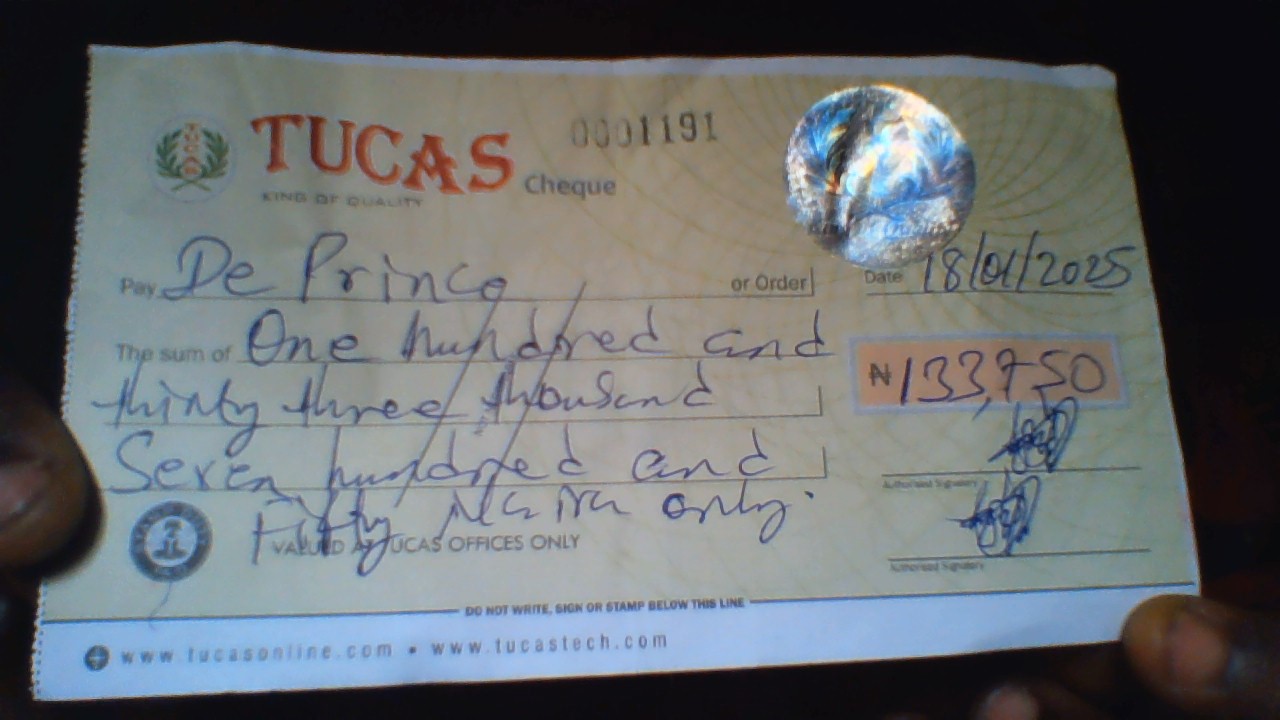 TUCAS Cheque 0001191
KING OF QUALITY
Pay De Prince or Order Date 18/01/2025
The sum of One hundred and
thirty three thousand
₦133,750
Seven hundred and
Authorised Signatory
Fifty Naira only.
VALUED AT TUCAS OFFICES ONLY
Authorised Signatory
DO NOT WRITE, SIGN OR STAMP BELOW THIS LINE
www.tucasonline.com • www.tucastech.com